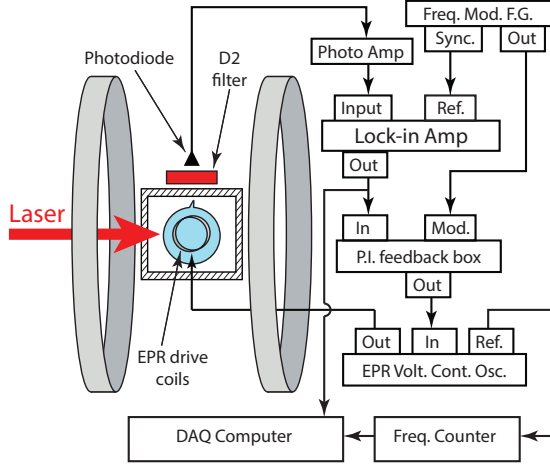 Freq. Mod. F.G.
Photodiode
D2
filter
Photo Amp
Sync.
Out
Input
Ref.
Lock-in Amp
Out
Laser
In
Mod.
P.I. feedback box
Out
EPR drive
coils
Out
In
Ref.
EPR Volt. Cont. Osc.
DAQ Computer
Freq. Counter